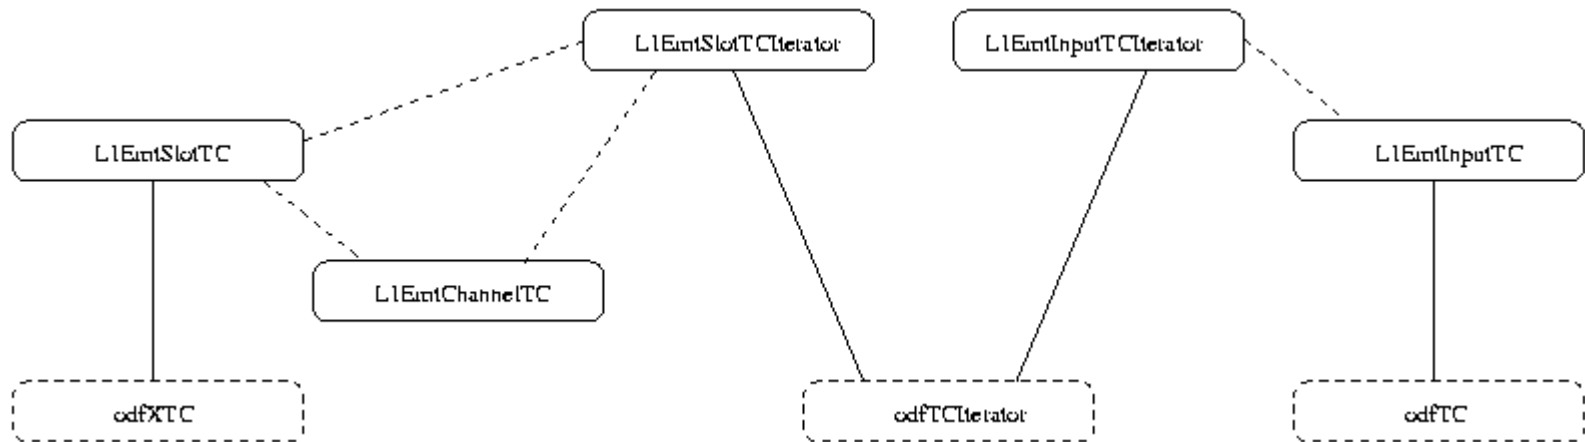 L1EmtSlotTCIterator
L1EmtInputTCIterator
L1EmtSlotTC
L1EmtInputTC
L1EmtChannelTC
odfXTC
odfTCIterator
odfTC